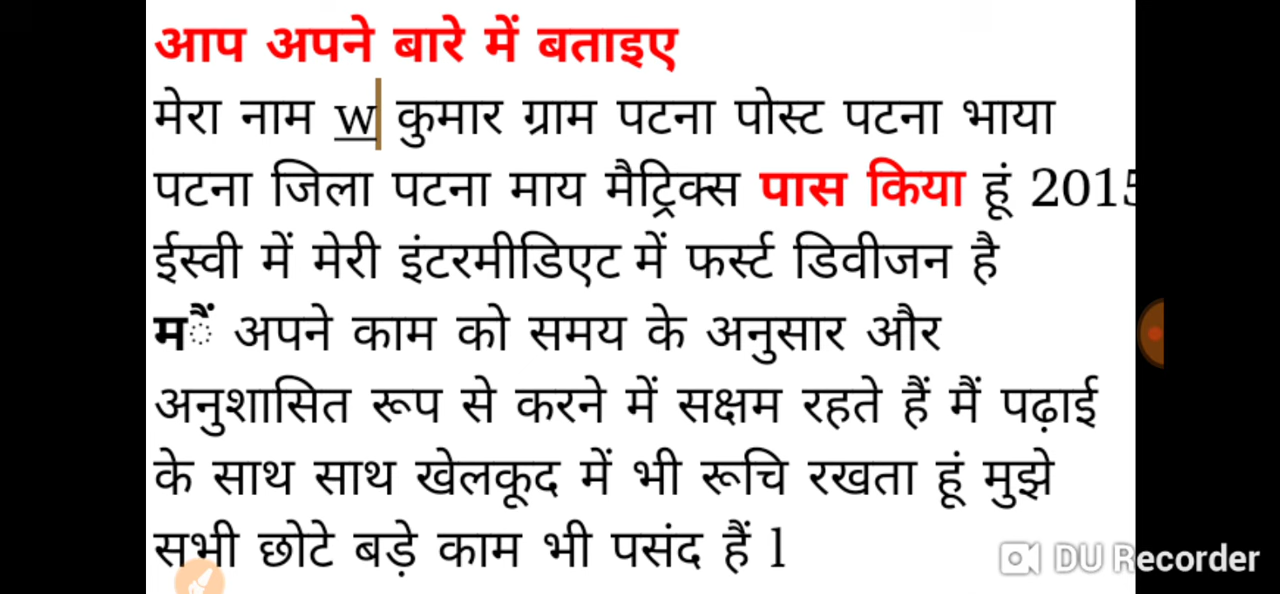 आप अपने बारे में बताइए
मेरा नाम w कुमार ग्राम पटना पोस्ट पटना भाया
पटना जिला पटना माय मैट्रिक्स पास किया हूं 2015
ईस्वी में मेरी इंटरमीडिएट में फर्स्ट डिवीजन है
मैं अपने काम को समय के अनुसार और
अनुशासित रूप से करने में सक्षम रहते हैं मैं पढ़ाई
के साथ साथ खेलकूद में भी रूचि रखता हूं मुझे
सभी छोटे बड़े काम भी पसंद हैं l
DU Recorder